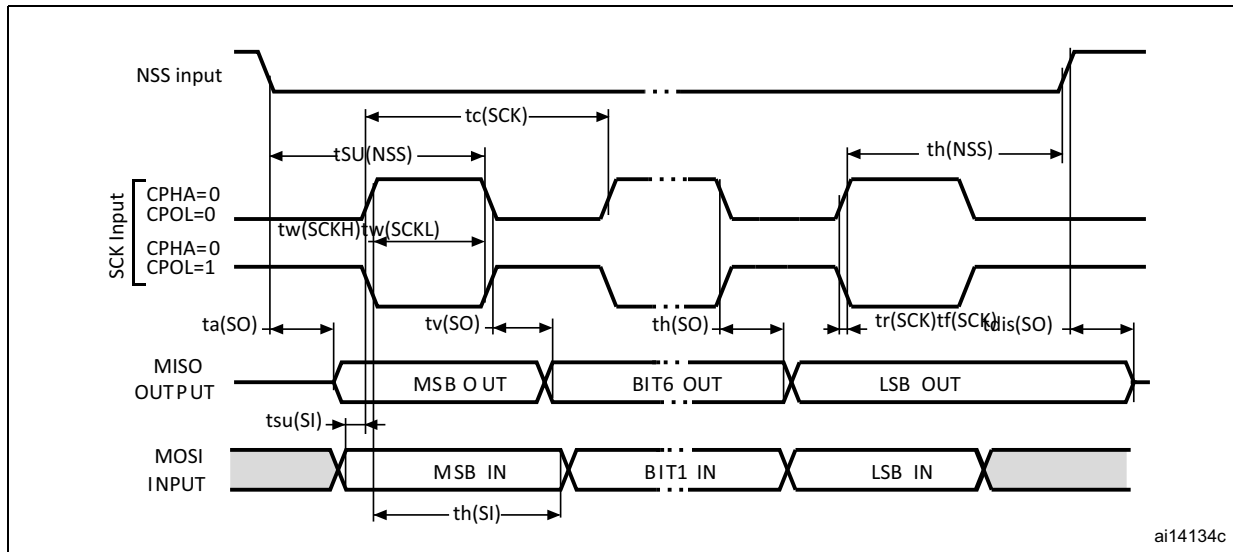 NSS input
tc(SCK)
tSU(NSS)
th(NSS)
SCK Input
CPHA=0
CPOL=0
tw(SCKH)
tw(SCKL)
CPHA=0
CPOL=1
ta(SO)
tv(SO)
th(SO)
tr(SCK)
tf(SCK)
tdis(SO)
MISO
OUTPUT
MSB OUT
BIT6 OUT
LSB OUT
tsu(SI)
MOSI
INPUT
MSB IN
BIT1 IN
LSB IN
th(SI)
ai14134c